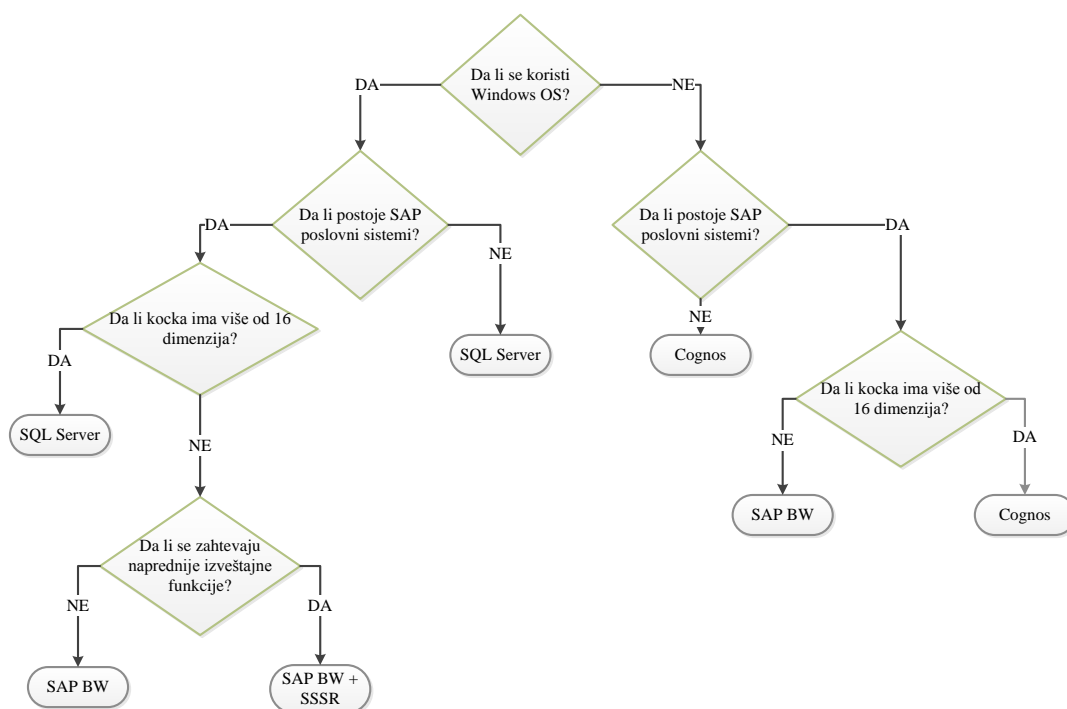 Da li se koristi
Windows OS?
DA
NE
Da li postoje SAP
poslovni sistemi?
Da li postoje SAP
poslovni sistemi?
DA
DA
NE
Da li kocka ima više od 16
dimenzija?
NE
SQL Server
Cognos
DA
Da li kocka ima više od
16 dimenzija?
SQL Server
NE
NE
DA
SAP BW
Cognos
Da li se zahtevaju
naprednije izveštajne
funkcije?
NE
DA
SAP BW
SAP BW +
SSSR